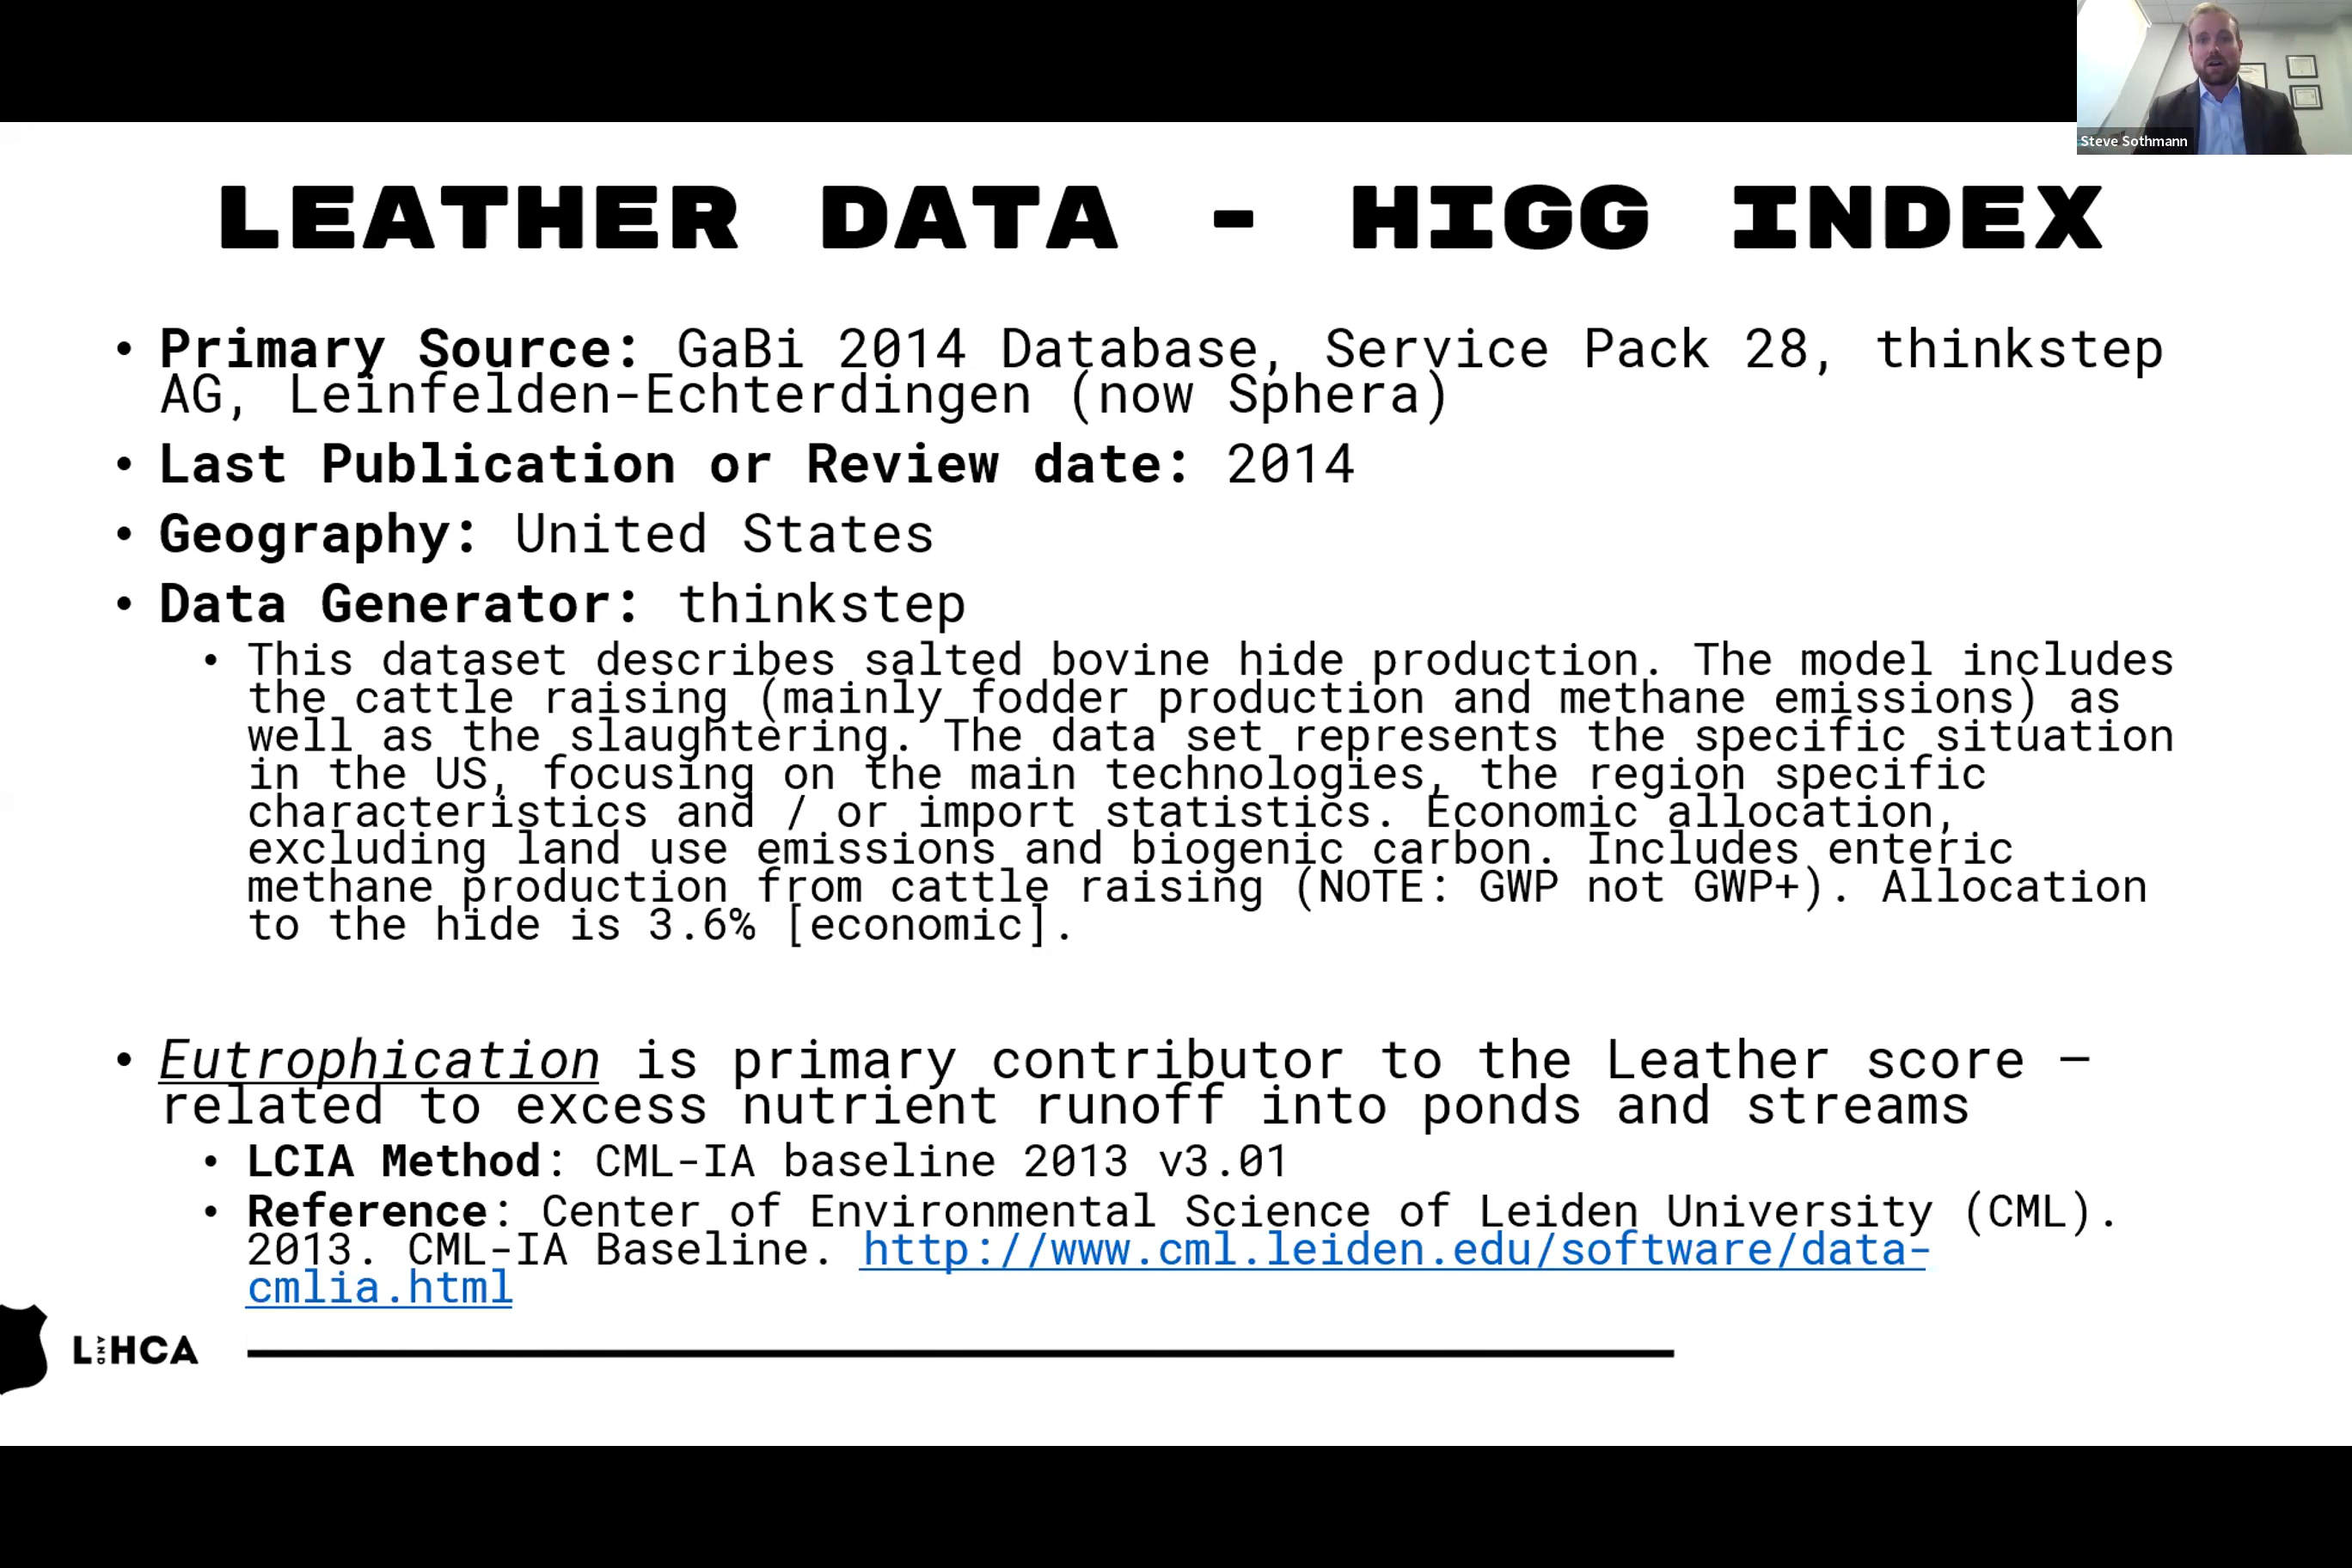 Steve Sothmann
LEATHER DATA - HIGG INDEX
• Primary Source: GaBi 2014 Database, Service Pack 28, thinkstep
AG, Leinfelden-Echterdingen (now Sphera)
• Last Publication or Review date: 2014
• Geography: United States
• Data Generator: thinkstep
• This dataset describes salted bovine hide production. The model includes
the cattle raising (mainly fodder production and methane emissions) as
well as the slaughtering. The data set represents the specific situation
in the US, focusing on the main technologies, the region specific
characteristics and / or import statistics. Economic allocation,
excluding land use emissions and biogenic carbon. Includes enteric
methane production from cattle raising (NOTE: GWP not GWP+). Allocation
to the hide is 3.6% [economic].
• Eutrophication is primary contributor to the Leather score –
related to excess nutrient runoff into ponds and streams
• LCIA Method: CML-IA baseline 2013 v3.01
• Reference: Center of Environmental Science of Leiden University (CML).
2013. CML-IA Baseline. http://www.cml.leiden.edu/software/data-
cmlia.html
L AND HCA